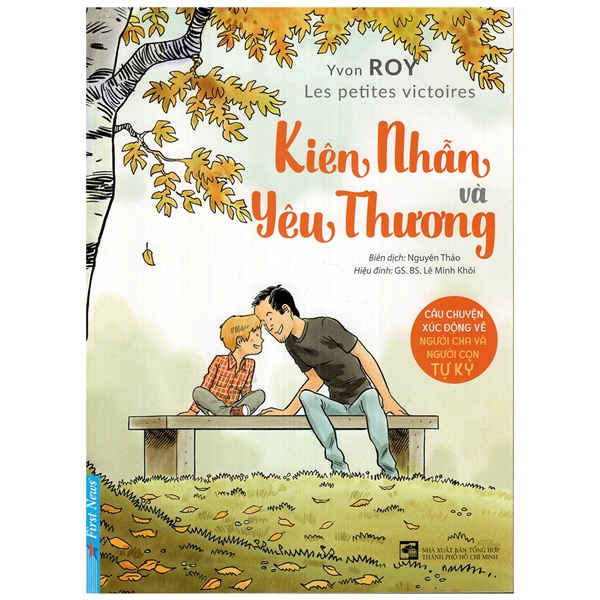 Yvon ROY
Les petites victoires
Kiên Nhẫn
và
Yêu Thương
Biên dịch: Nguyên Thảo
Hiệu đính: GS. BS. Lê Minh Khôi
CÂU CHUYỆN
XÚC ĐỘNG VỀ
NGƯỜI CHA VÀ
NGƯỜI CON
TỰ KỶ
First News
NHÀ XUẤT BẢN TỔNG HỢP
THÀNH PHỐ HỒ CHÍ MINH